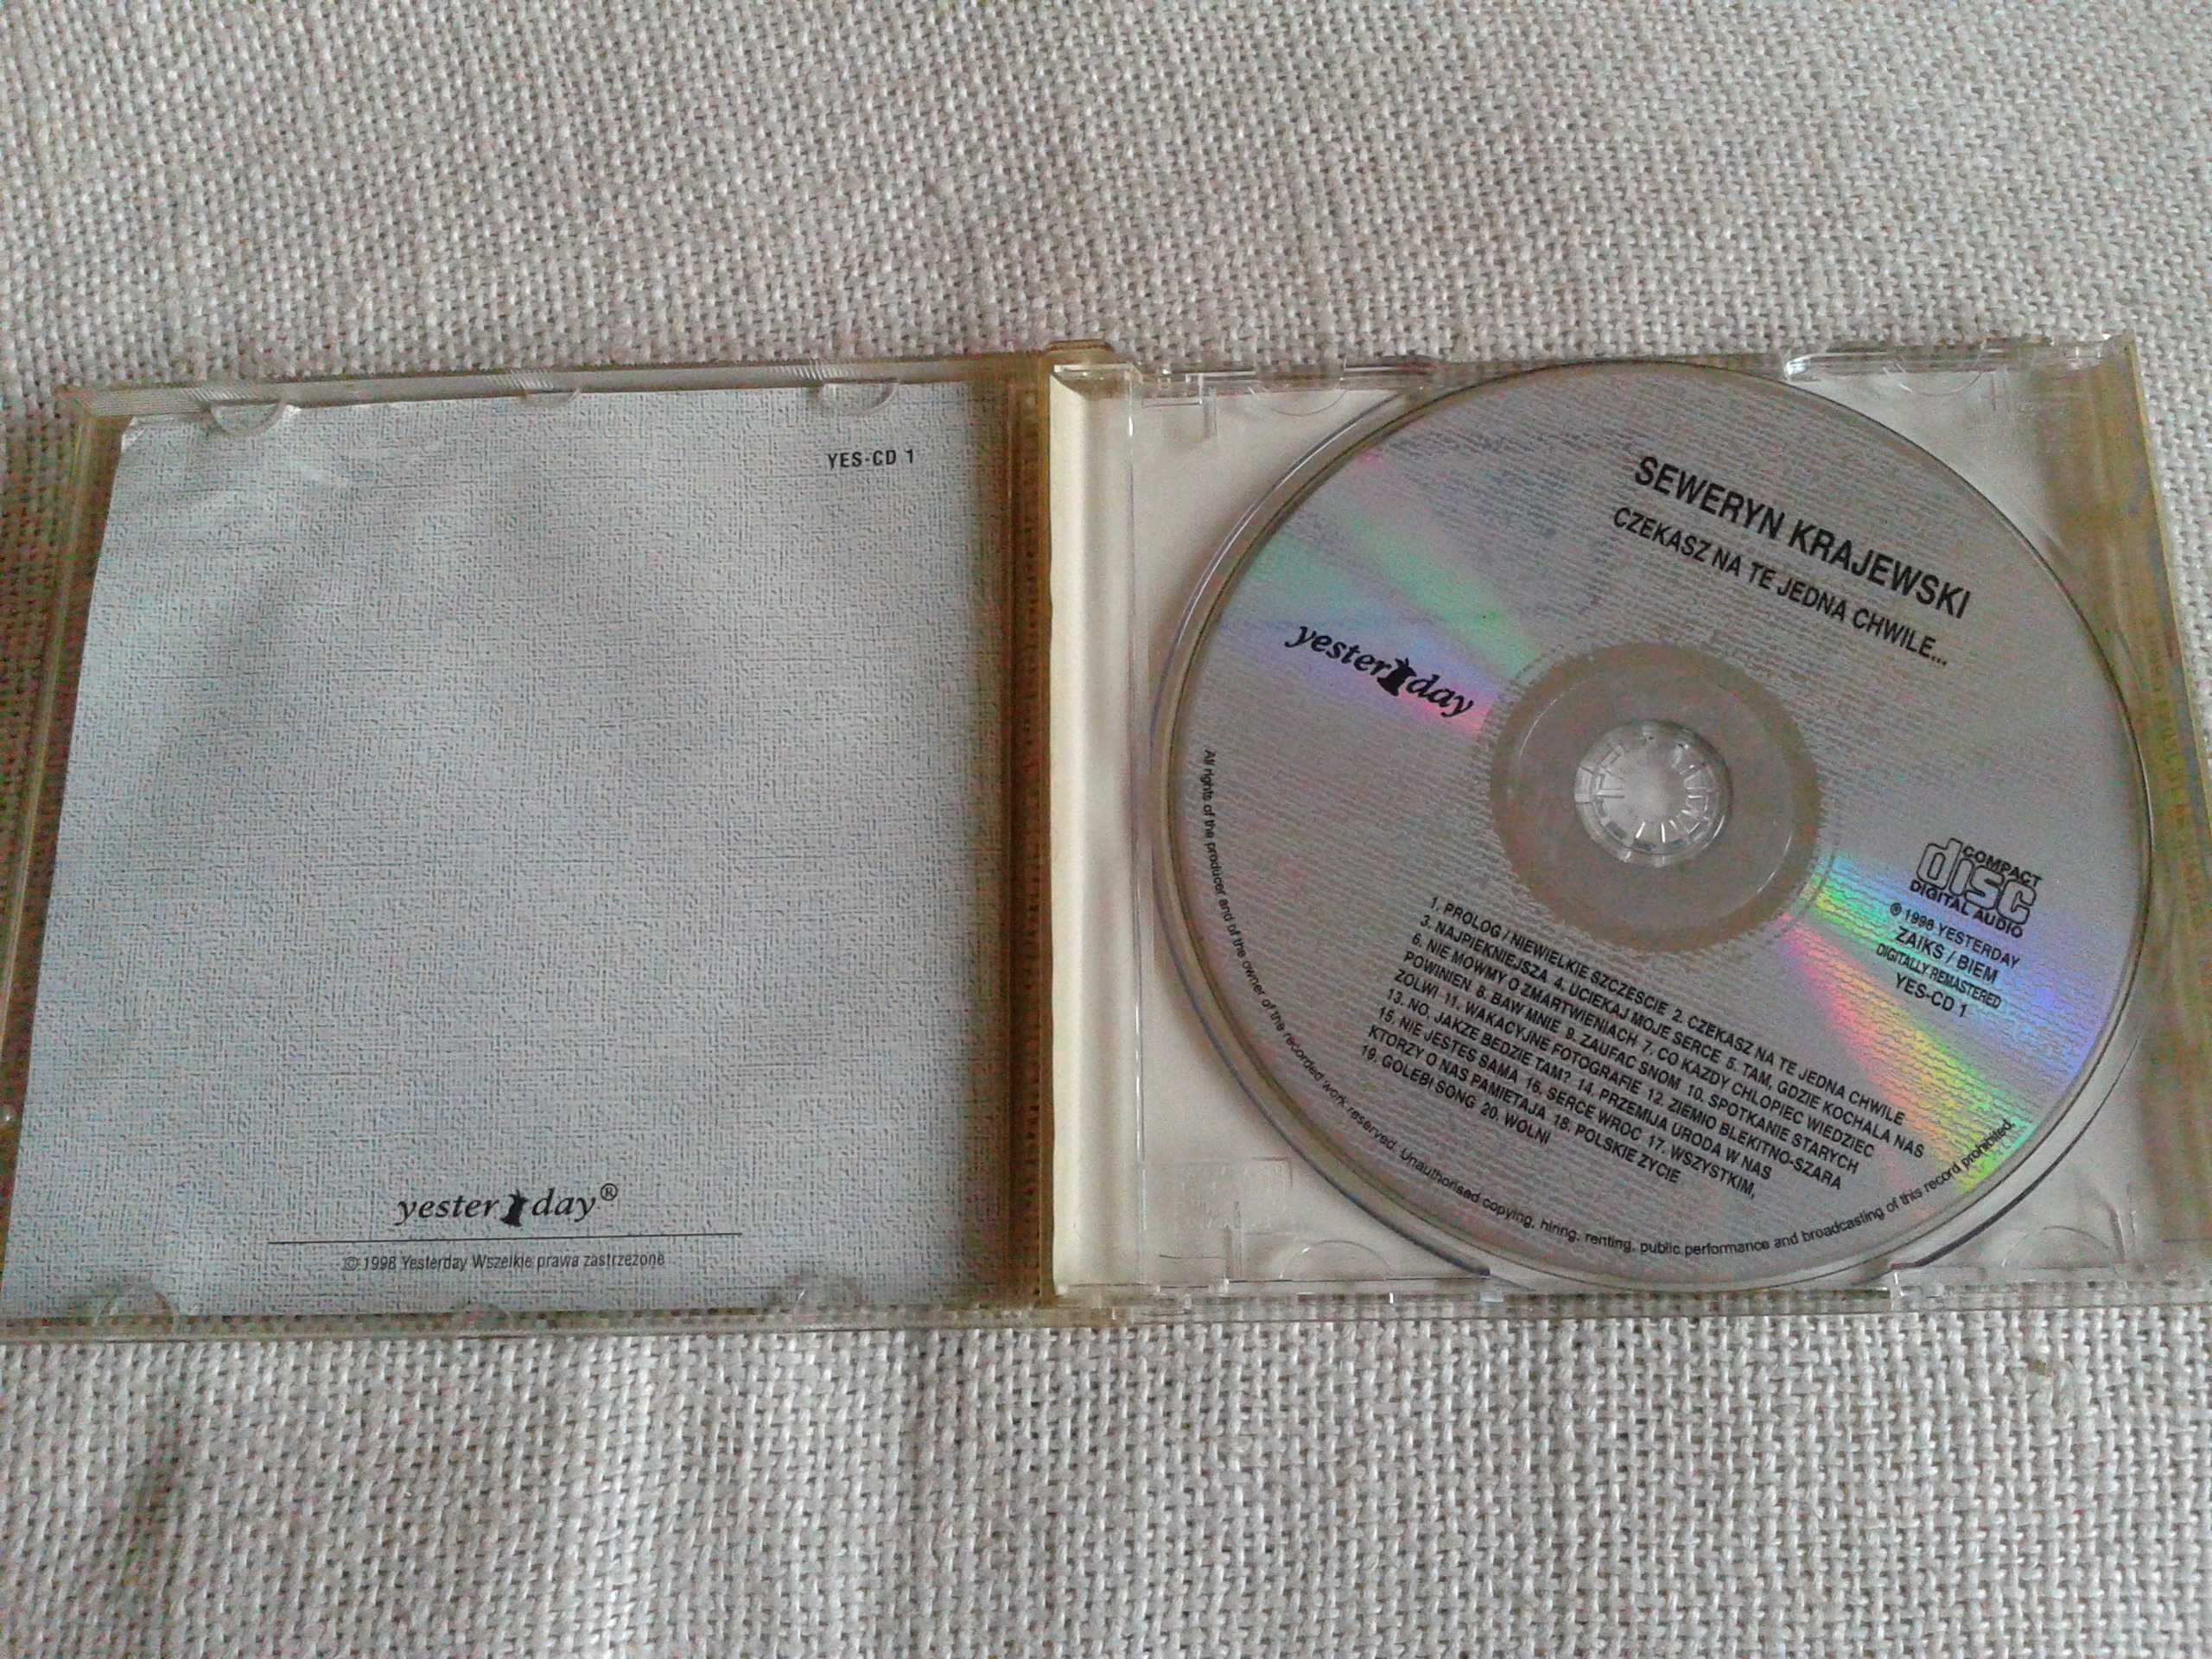 YES-CD 1
yesterday®
© 1998 Yesterday Wszelkie prawa zastrzeżone
SEWERYN KRAJEWSKI
CZEKASZ NA TE JEDNA CHWILE...
yesterday
COMPACT
disc
DIGITAL AUDIO
℗ 1998 YESTERDAY
ZAIKS / BIEM
DIGITALLY REMASTERED
YES-CD 1
1. PROLOG / NIEWIELKIE SZCZESCIE 2. CZEKASZ NA TE JEDNA CHWILE
3. NAJPIEKNIEJSZA 4. UCIEKAJ MOJE SERCE 5. TAM, GDZIE KOCHALA NAS
6. NIE MOWMY O ZMARTWIENIACH 7. CO KAZDY CHLOPIEC WIEDZIEC
POWINIEN 8. BAW MNIE 9. ZAUFAC SNOM 10. SPOTKANIE STARYCH
ZOLWI 11. WAKACYJNE FOTOGRAFIE 12. ZIEMIO BLEKITNO-SZARA
13. NO, JAKZE BEDZIE TAM? 14. PRZEMIJA URODA W NAS
15. NIE JESTES SAMA 16. SERCE WROC 17. WSZYSTKIM,
KTORZY O NAS PAMIETAJA 18. POLSKIE ZYCIE
19. GOLEBI SONG 20. WOLNI
All rights of the producer and of the owner of the recorded work reserved. Unauthorised copying, hiring, renting, public performance and broadcasting of this record prohibited.